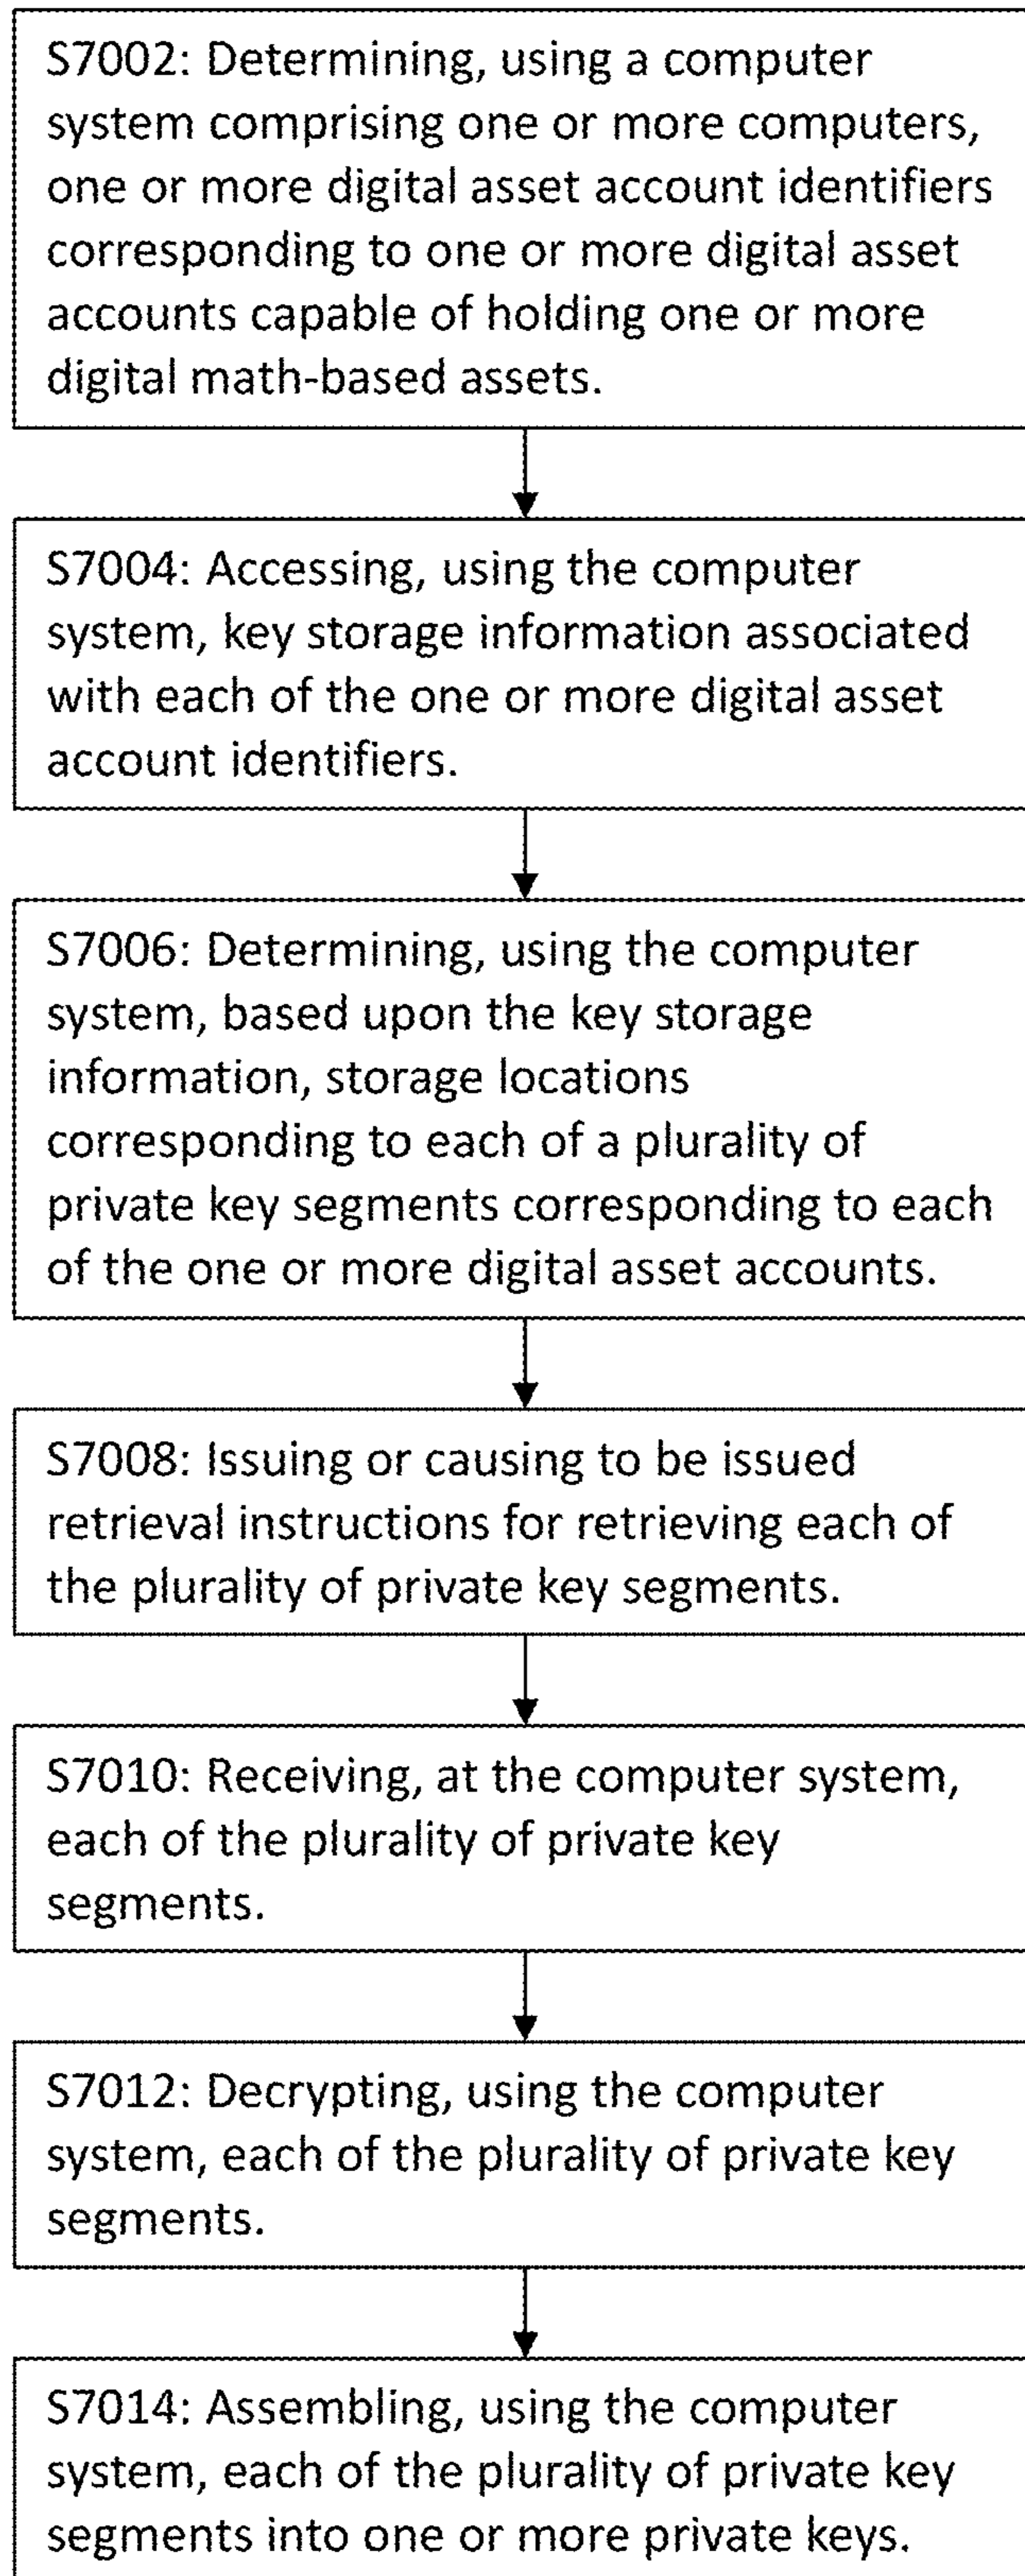 S7002: Determining, using a computer
system comprising one or more computers,
one or more digital asset account identifiers
corresponding to one or more digital asset
accounts capable of holding one or more
digital math-based assets.
S7004: Accessing, using the computer
system, key storage information associated
with each of the one or more digital asset
account identifiers.
S7006: Determining, using the computer
system, based upon the key storage
information, storage locations
corresponding to each of a plurality of
private key segments corresponding to each
of the one or more digital asset accounts.
S7008: Issuing or causing to be issued
retrieval instructions for retrieving each of
the plurality of private key segments.
S7010: Receiving, at the computer system,
each of the plurality of private key
segments.
S7012: Decrypting, using the computer
system, each of the plurality of private key
segments.
S7014: Assembling, using the computer
system, each of the plurality of private key
segments into one or more private keys.